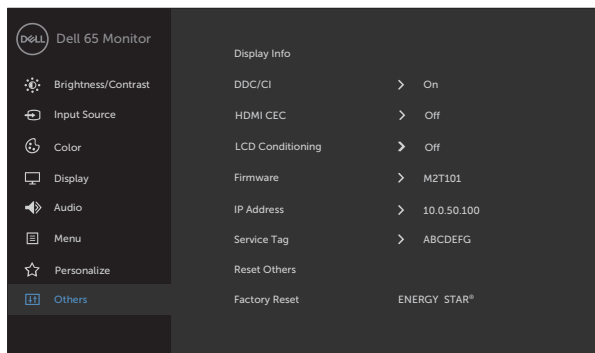 DELL Dell 65 Monitor
Brightness/Contrast
Input Source
Color
Display
Audio
Menu
Personalize
Others
Display Info
DDC/CI > On
HDMI CEC > Off
LCD Conditioning > Off
Firmware > M2T101
IP Address > 10.0.50.100
Service Tag > ABCDEFG
Reset Others
Factory Reset ENERGY STAR®